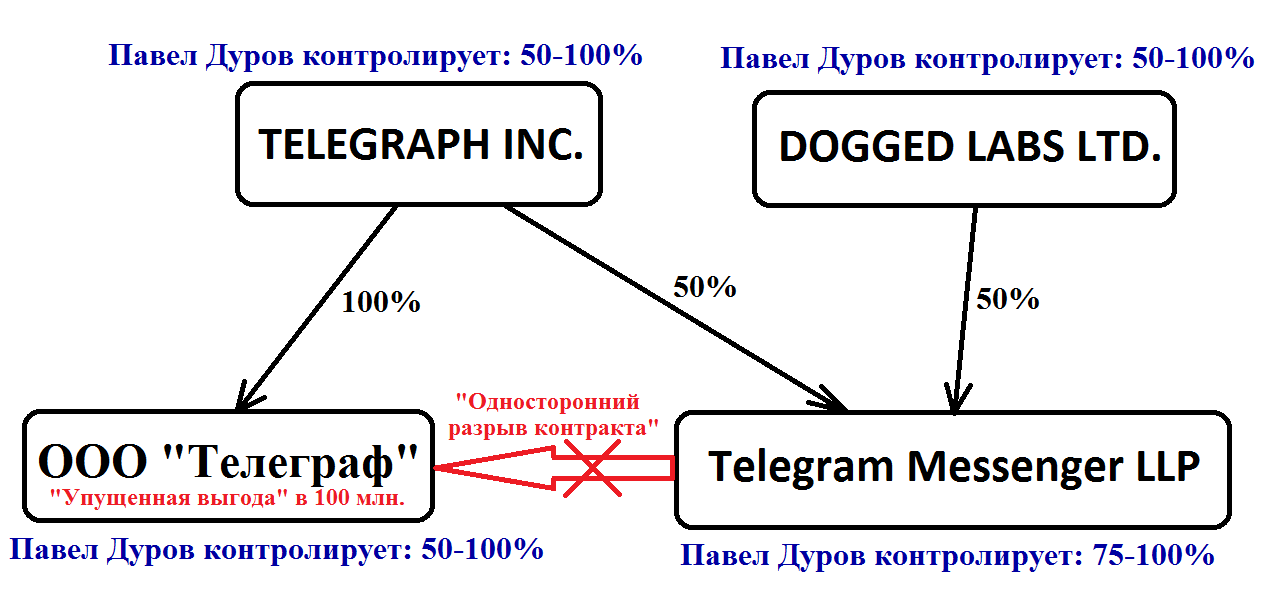 Павел Дуров контролирует: 50-100%
Павел Дуров контролирует: 50-100%
TELEGRAPH INC.
DOGGED LABS LTD.
100%
50%
50%
"Односторонний
разрыв контракта"
ООО "Телеграф"
"Упущенная выгода" в 100 млн.
Telegram Messenger LLP
Павел Дуров контролирует: 50-100%
Павел Дуров контролирует: 75-100%